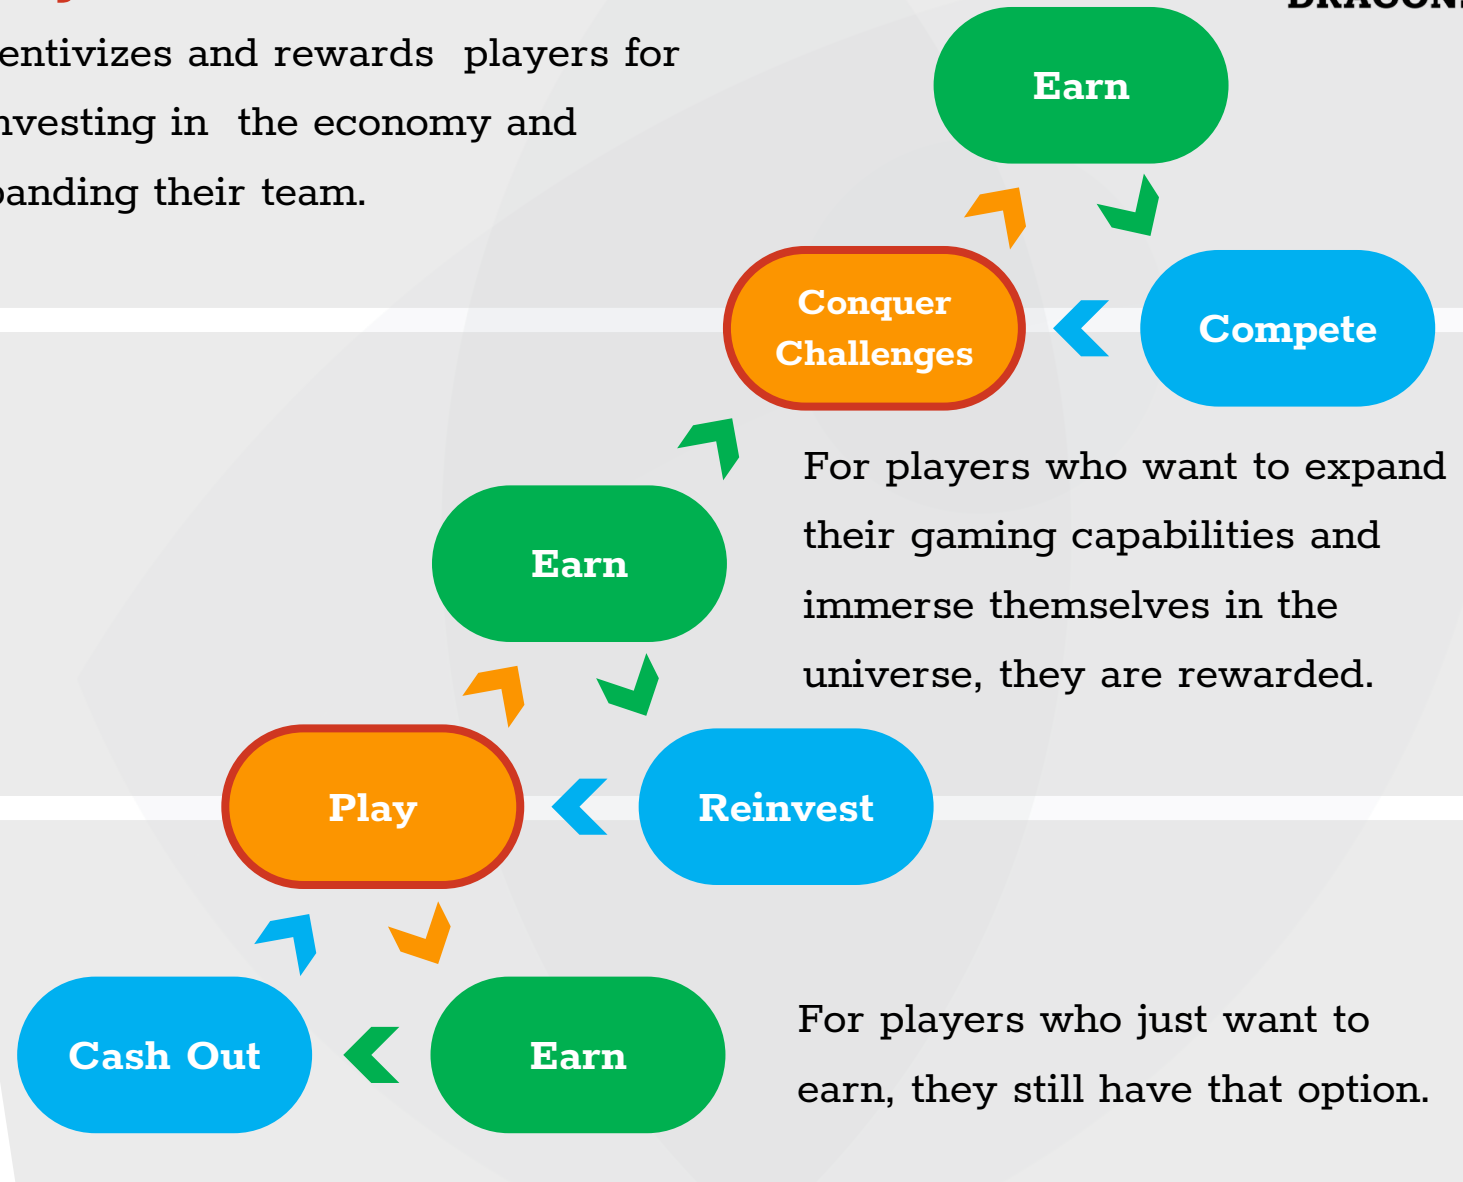 entivizes and rewards players for
nvesting in the economy and
panding their team.
Earn
Conquer
Challenges
Compete
For players who want to expand
their gaming capabilities and
immerse themselves in the
universe, they are rewarded.
Earn
Play
Reinvest
Cash Out
Earn
For players who just want to
earn, they still have that option.